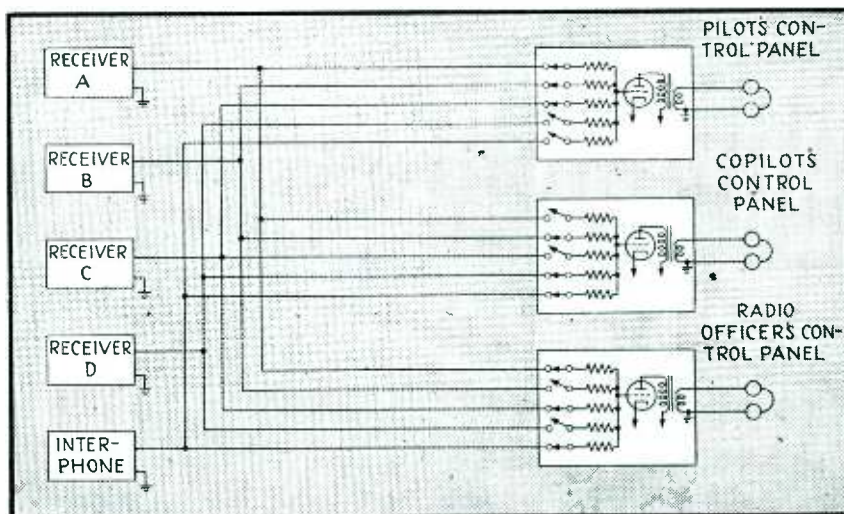 RECEIVER
A
RECEIVER
B
RECEIVER
C
RECEIVER
D
INTER-
PHONE
PILOTS CON-
TROL PANEL
COPILOTS
CONTROL
PANEL
RADIO
OFFICERS CON-
TROL PANEL